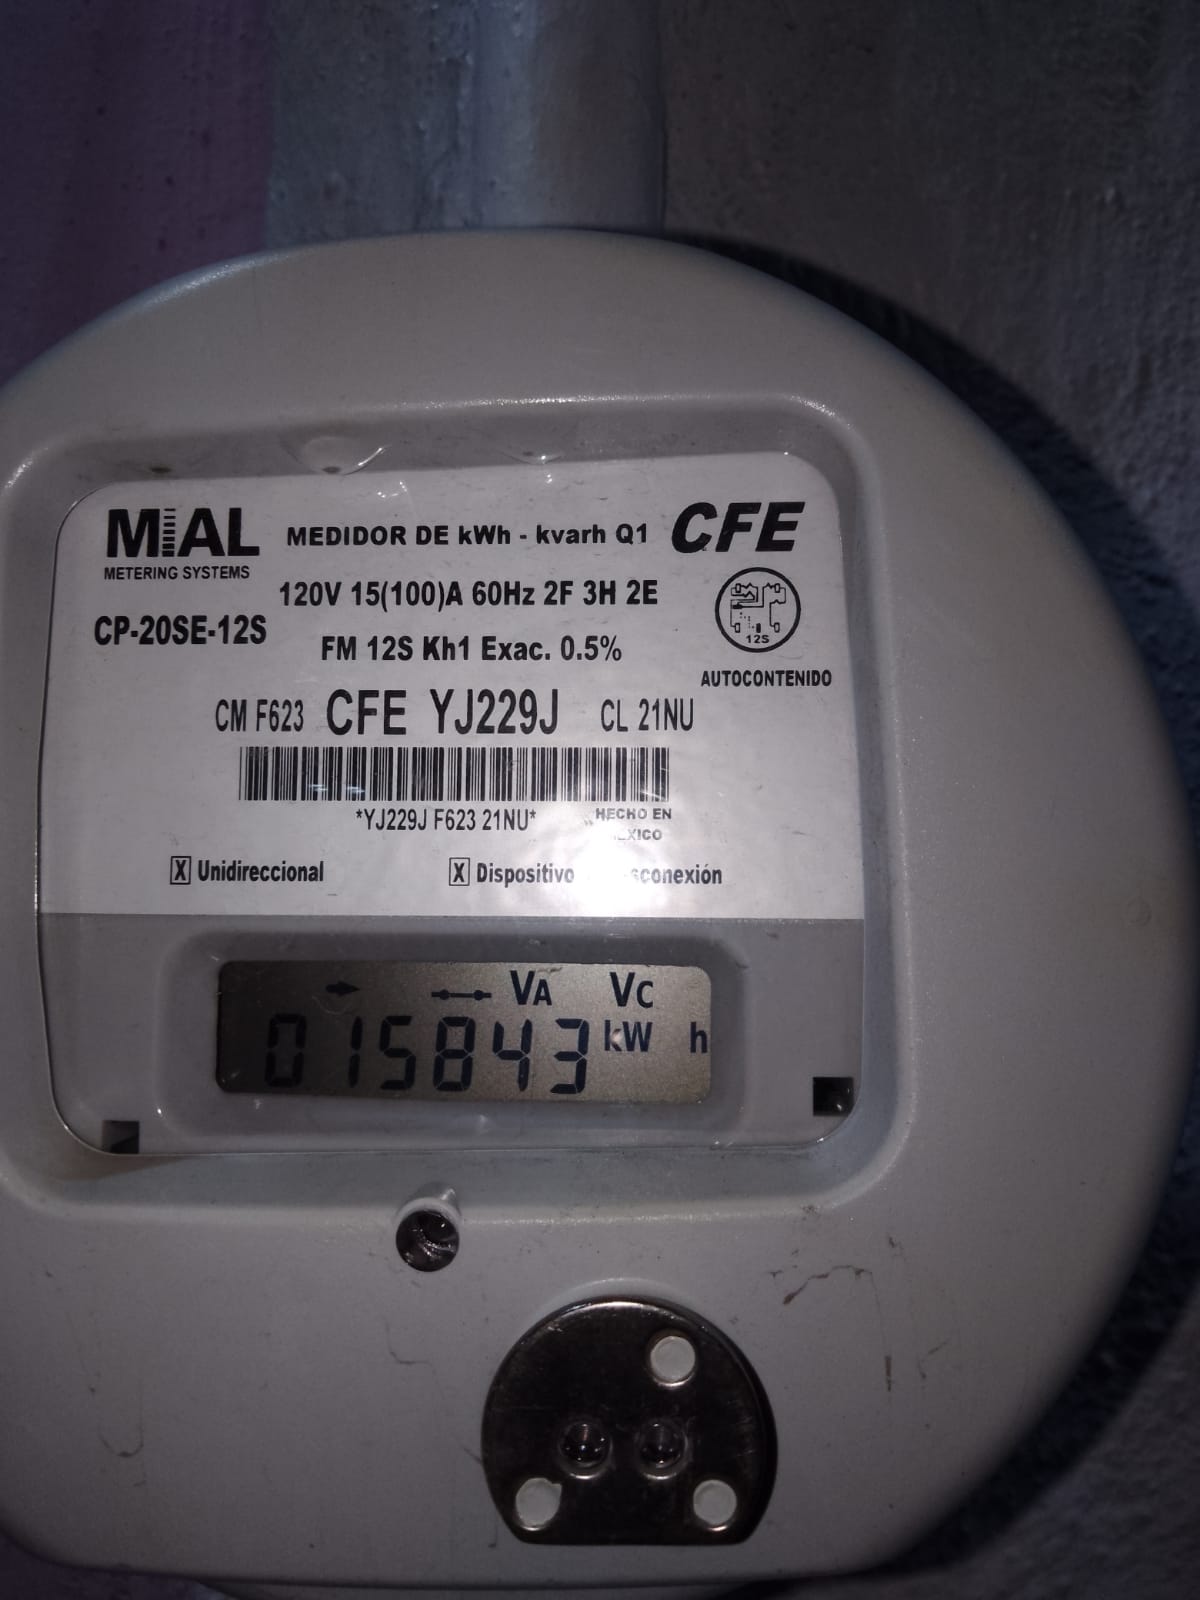 MIAL
METERING SYSTEMS
MEDIDOR DE kWh - kvarh Q1
CFE
120V 15(100)A 60Hz 2F 3H 2E
CP-20SE-12S
FM 12S Kh1 Exac. 0.5%
12S
AUTOCONTENIDO
CM F623 CFE YJ229J CL 21NU
*YJ229J F623 21NU*
HECHO EN
X Unidireccional
X Dispositivo
VA VC
015843 kW h